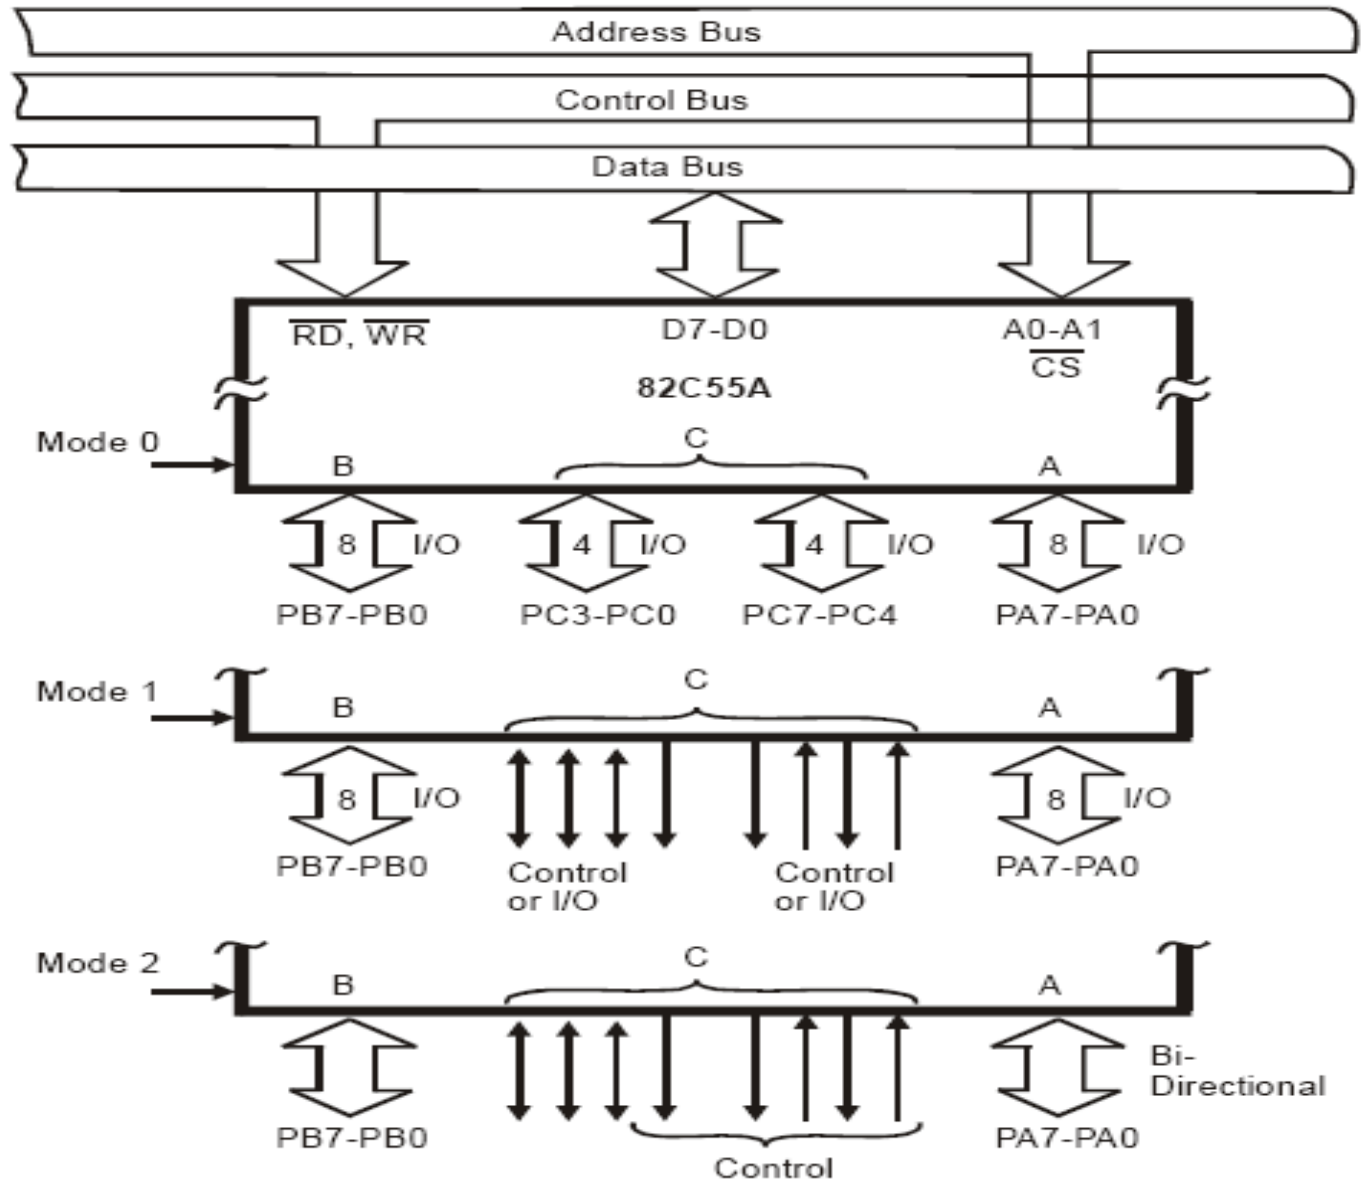 Address Bus
Control Bus
Data Bus
RD, WR
D7-D0
A0-A1
CS
82C55A
Mode 0
B
C
A
8
I/O
4
I/O
4
I/O
8
I/O
PB7-PB0
PC3-PC0
PC7-PC4
PA7-PA0
Mode 1
B
C
A
8
I/O
8
I/O
PB7-PB0
Control
or I/O
Control
or I/O
PA7-PA0
Mode 2
B
C
A
Bi-
Directional
PB7-PB0
PA7-PA0
Control